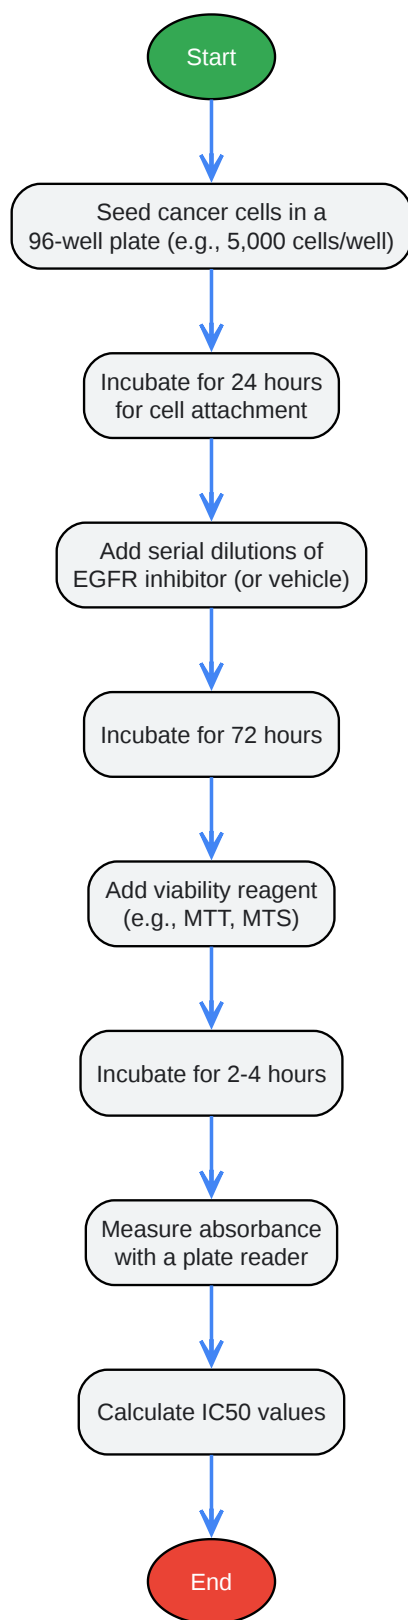 Start
Seed cancer cells in a
96-well plate (e.g., 5,000 cells/well)
Incubate for 24 hours
for cell attachment
Add serial dilutions of
EGFR inhibitor (or vehicle)
Incubate for 72 hours
Add viability reagent
(e.g., MTT, MTS)
Incubate for 2-4 hours
Measure absorbance
with a plate reader
Calculate IC50 values
End